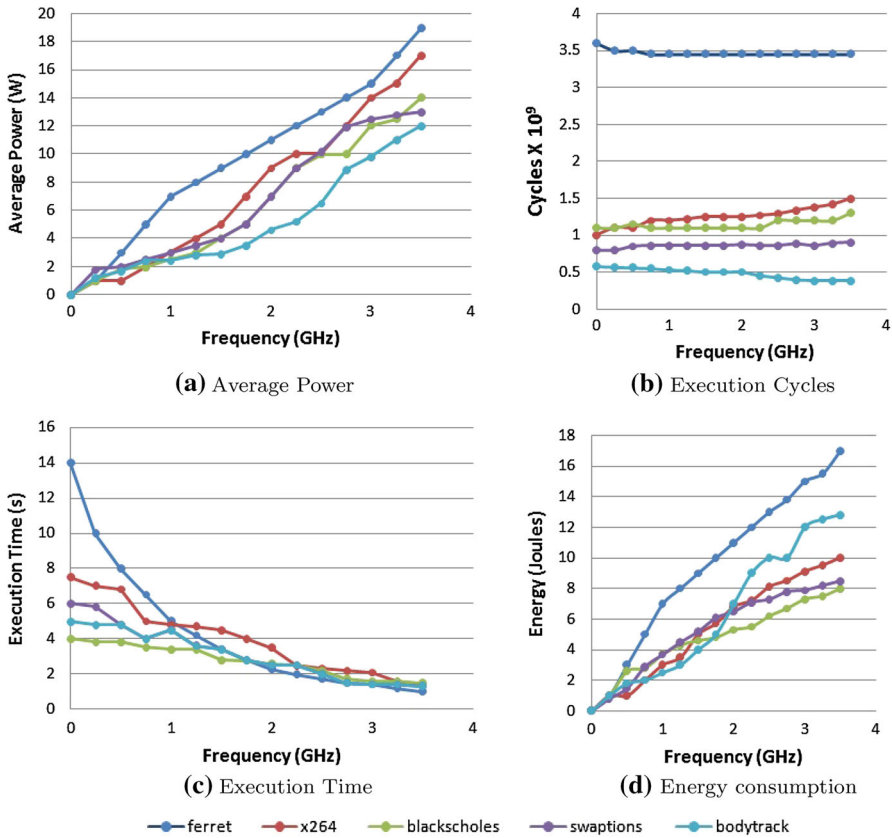 20
18
16
14
12
10
8
6
4
2
0
Average Power (W)
0 1 2 3 4
Frequency (GHz)
(a) Average Power
4
3.5
3
2.5
2
1.5
1
0.5
0
Cycles X 10⁹
0 1 2 3 4
Frequency (GHz)
(b) Execution Cycles
16
14
12
10
8
6
4
2
0
Execution Time (s)
0 1 2 3 4
Frequency (GHz)
(c) Execution Time
18
16
14
12
10
8
6
4
2
0
Energy (Joules)
0 1 2 3 4
Frequency (GHz)
(d) Energy consumption
ferret x264 blackscholes swaptions bodytrack